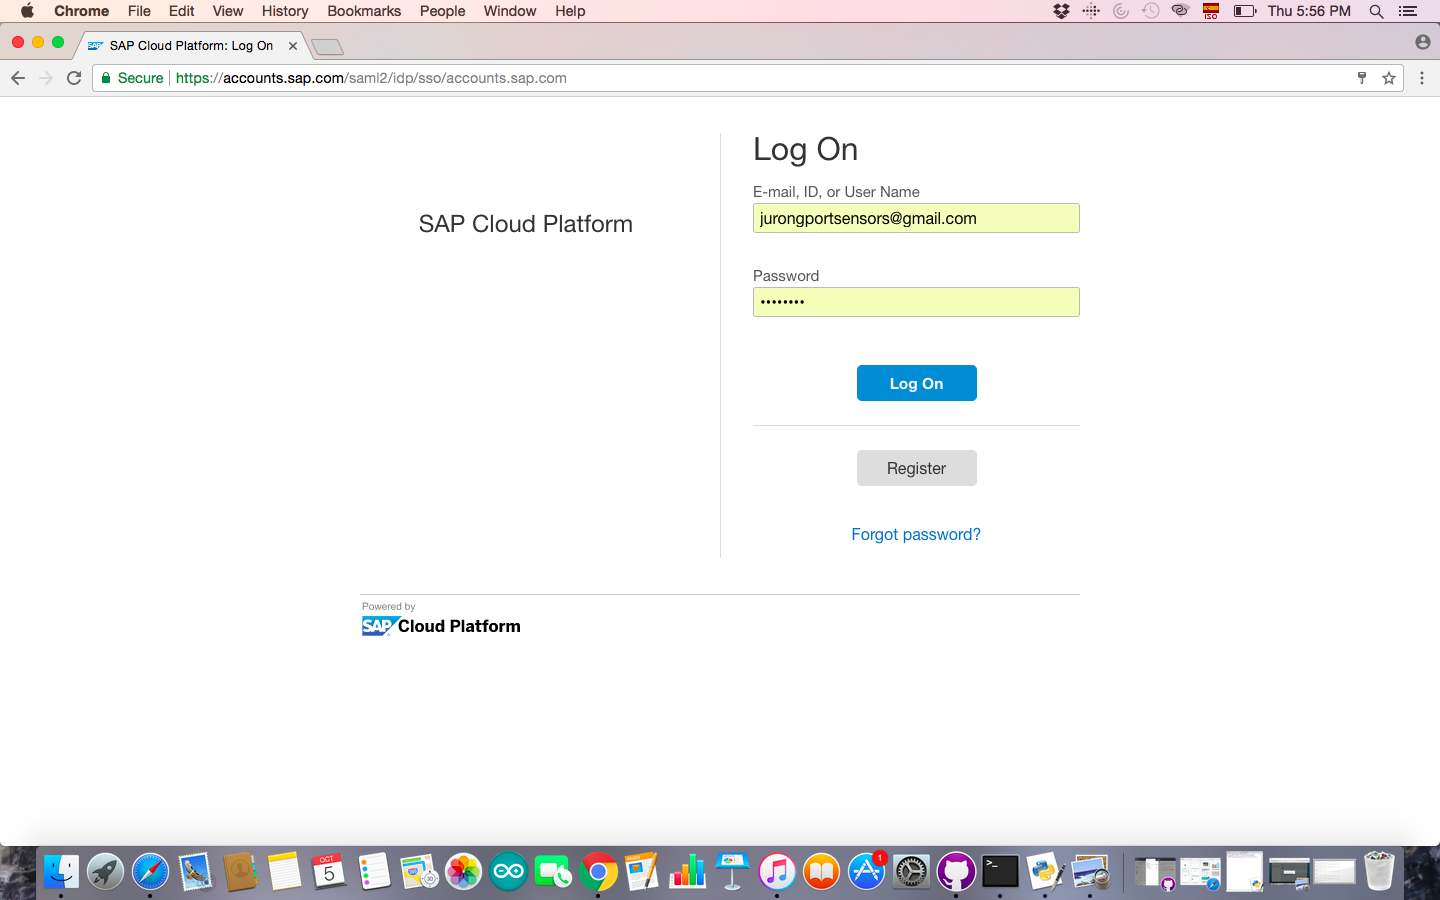 Chrome File Edit View History Bookmarks People Window Help
ISO
Thu 5:56 PM
SAP SAP Cloud Platform: Log On
Secure https://accounts.sap.com/saml2/idp/sso/accounts.sap.com
SAP Cloud Platform
Log On
E-mail, ID, or User Name
jurongportsensors@gmail.com
Password
••••••••
Log On
Register
Forgot password?
Powered by
SAP Cloud Platform
OCT
5
1
>_